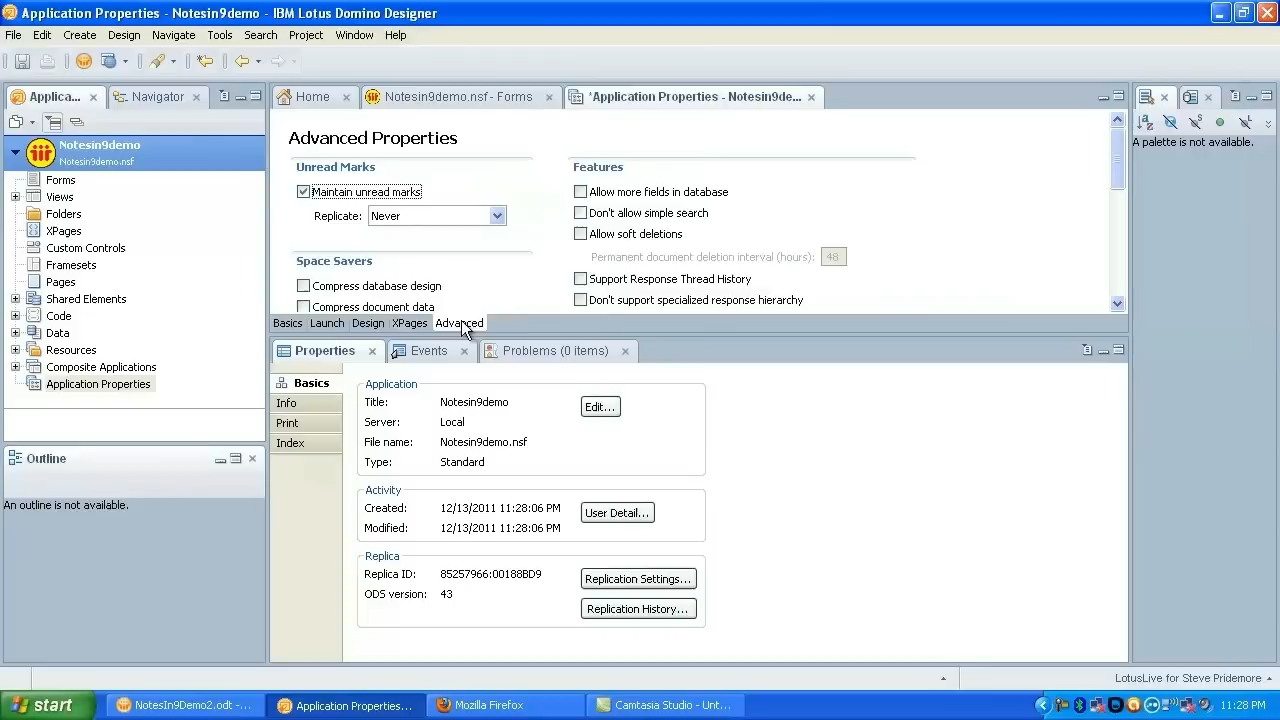 Application Properties - Notesin9demo - IBM Lotus Domino Designer
File Edit Create Design Navigate Tools Search Project Window Help
Applica... Navigator
Home Notesin9demo.nsf - Forms *Application Properties - Notesin9de...
Notesin9demo
Notesin9demo.nsf
Forms
Views
Folders
XPages
Custom Controls
Framesets
Pages
Shared Elements
Code
Data
Resources
Composite Applications
Application Properties
Outline
An outline is not available.
Advanced Properties
Unread Marks
Maintain unread marks
Replicate: Never
Space Savers
Compress database design
Compress document data
Features
Allow more fields in database
Don't allow simple search
Allow soft deletions
Permanent document deletion interval (hours): 48
Support Response Thread History
Don't support specialized response hierarchy
Basics Launch Design XPages Advanced
Properties Events Problems (0 items)
Basics
Info
Print
Index
Application
Title: Notesin9demo Edit...
Server: Local
File name: Notesin9demo.nsf
Type: Standard
Activity
Created: 12/13/2011 11:28:06 PM User Detail...
Modified: 12/13/2011 11:28:06 PM
Replica
Replica ID: 85257966:00188BD9 Replication Settings...
ODS version: 43
Replication History...
A palette is not available.
LotusLive for Steve Pridemore
start NotesIn9Demo2.odt -... Application Properties... Mozilla Firefox Camtasia Studio - Unt... 11:28 PM